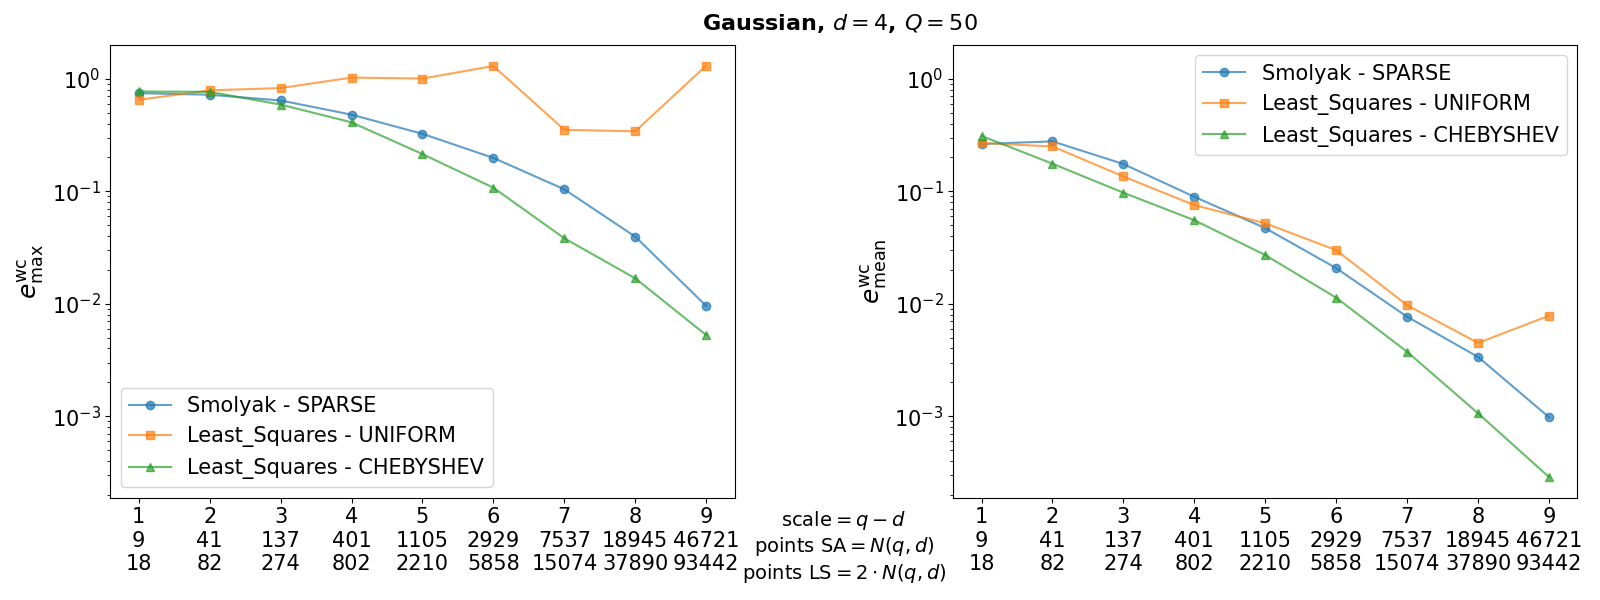 Gaussian, d = 4, Q = 50
e^wc_max
10^0
10^-1
10^-2
10^-3
Smolyak - SPARSE
Least_Squares - UNIFORM
Least_Squares - CHEBYSHEV
1 2 3 4 5 6 7 8 9
9 41 137 401 1105 2929 7537 18945 46721
18 82 274 802 2210 5858 15074 37890 93442
scale = q − d
points SA = N(q, d)
points LS = 2 · N(q, d)
e^wc_mean
10^0
10^-1
10^-2
10^-3
Smolyak - SPARSE
Least_Squares - UNIFORM
Least_Squares - CHEBYSHEV
1 2 3 4 5 6 7 8 9
9 41 137 401 1105 2929 7537 18945 46721
18 82 274 802 2210 5858 15074 37890 93442